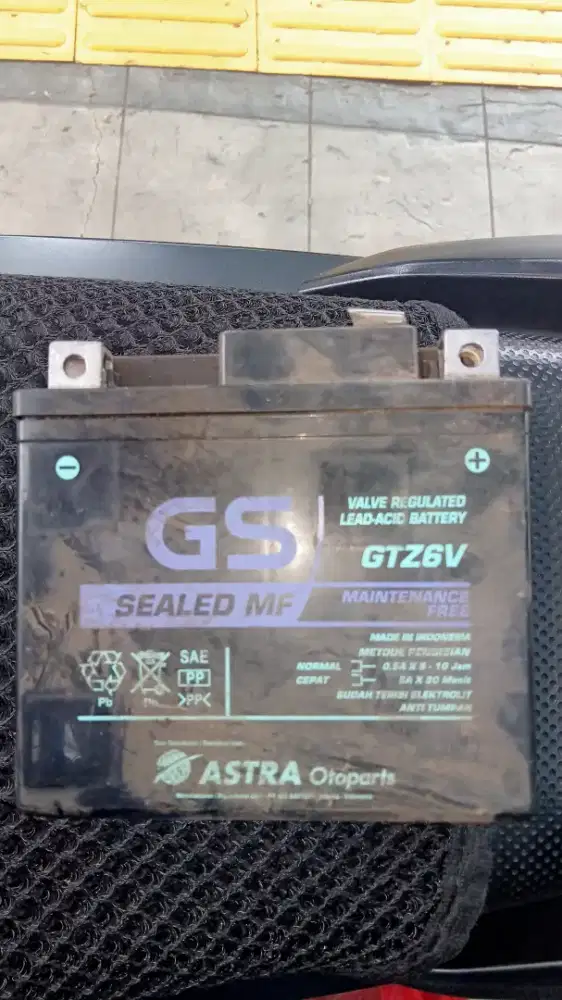 − +
GS
VALVE REGULATED
LEAD-ACID BATTERY
GTZ6V
SEALED MF
MAINTENANCE
FREE
MADE IN INDONESIA
METODE PENGISIAN
NORMAL 0.5A X 5 - 10 Jam
CEPAT 5A X 30 Menit
SUDAH TERISI ELEKTROLIT
ANTI TUMPAH
SAE
PP
Pb
>PP<
ASTRA Otoparts